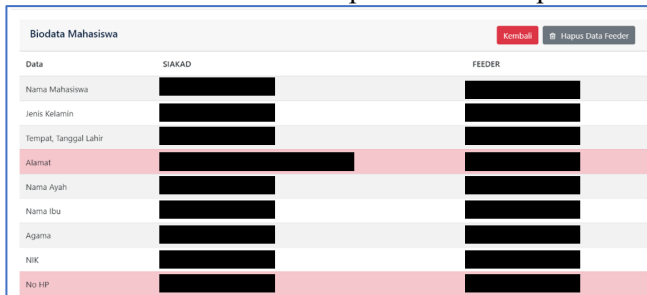 Biodata Mahasiswa Kembali Hapus Data Feeder
Data SIAKAD FEEDER
Nama Mahasiswa
Jenis Kelamin
Tempat, Tanggal Lahir
Alamat
Nama Ayah
Nama Ibu
Agama
NIK
No HP